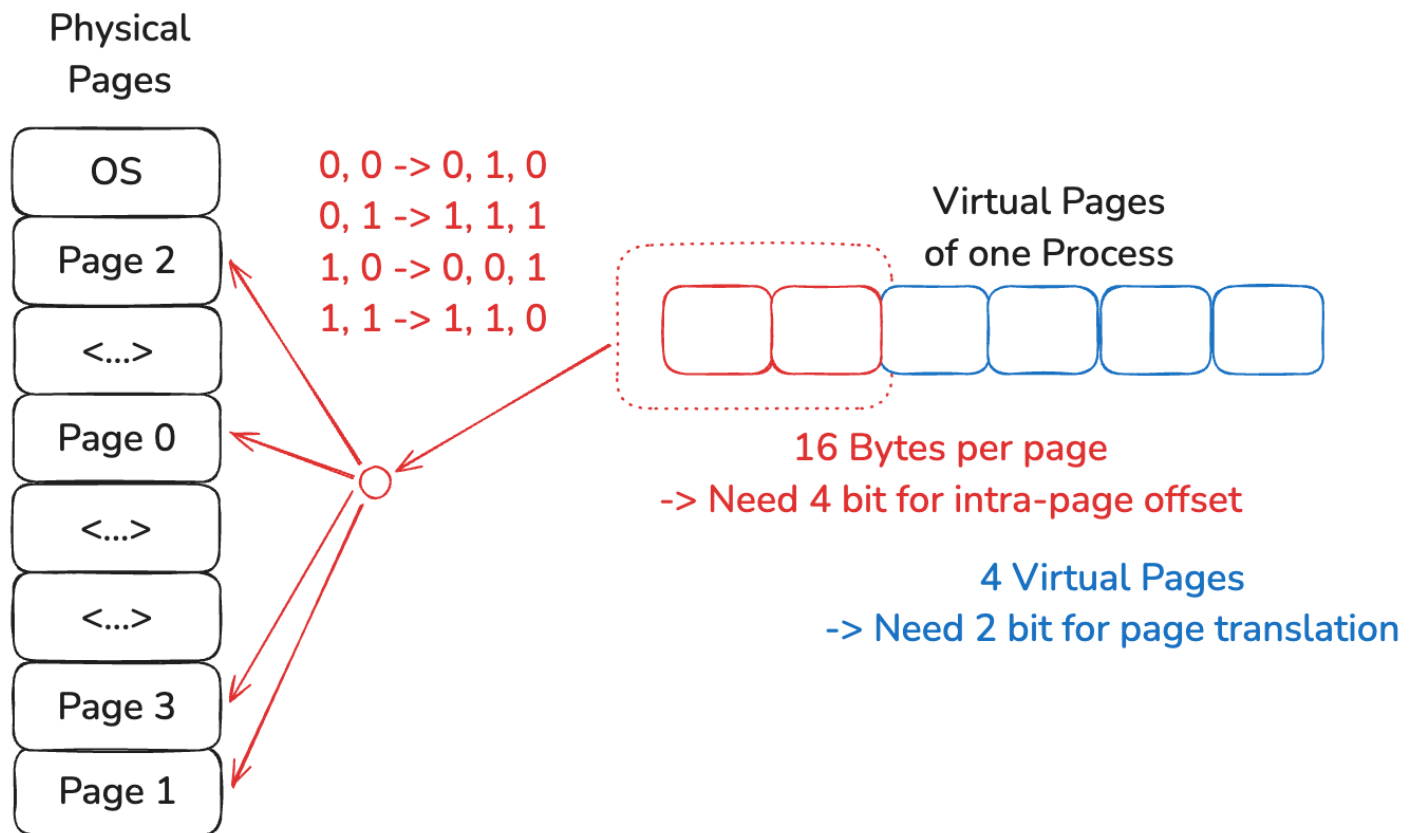 Physical
Pages
OS
Page 2
<...>
Page 0
<...>
<...>
Page 3
Page 1
0, 0 -> 0, 1, 0
0, 1 -> 1, 1, 1
1, 0 -> 0, 0, 1
1, 1 -> 1, 1, 0
Virtual Pages
of one Process
16 Bytes per page
-> Need 4 bit for intra-page offset
4 Virtual Pages
-> Need 2 bit for page translation